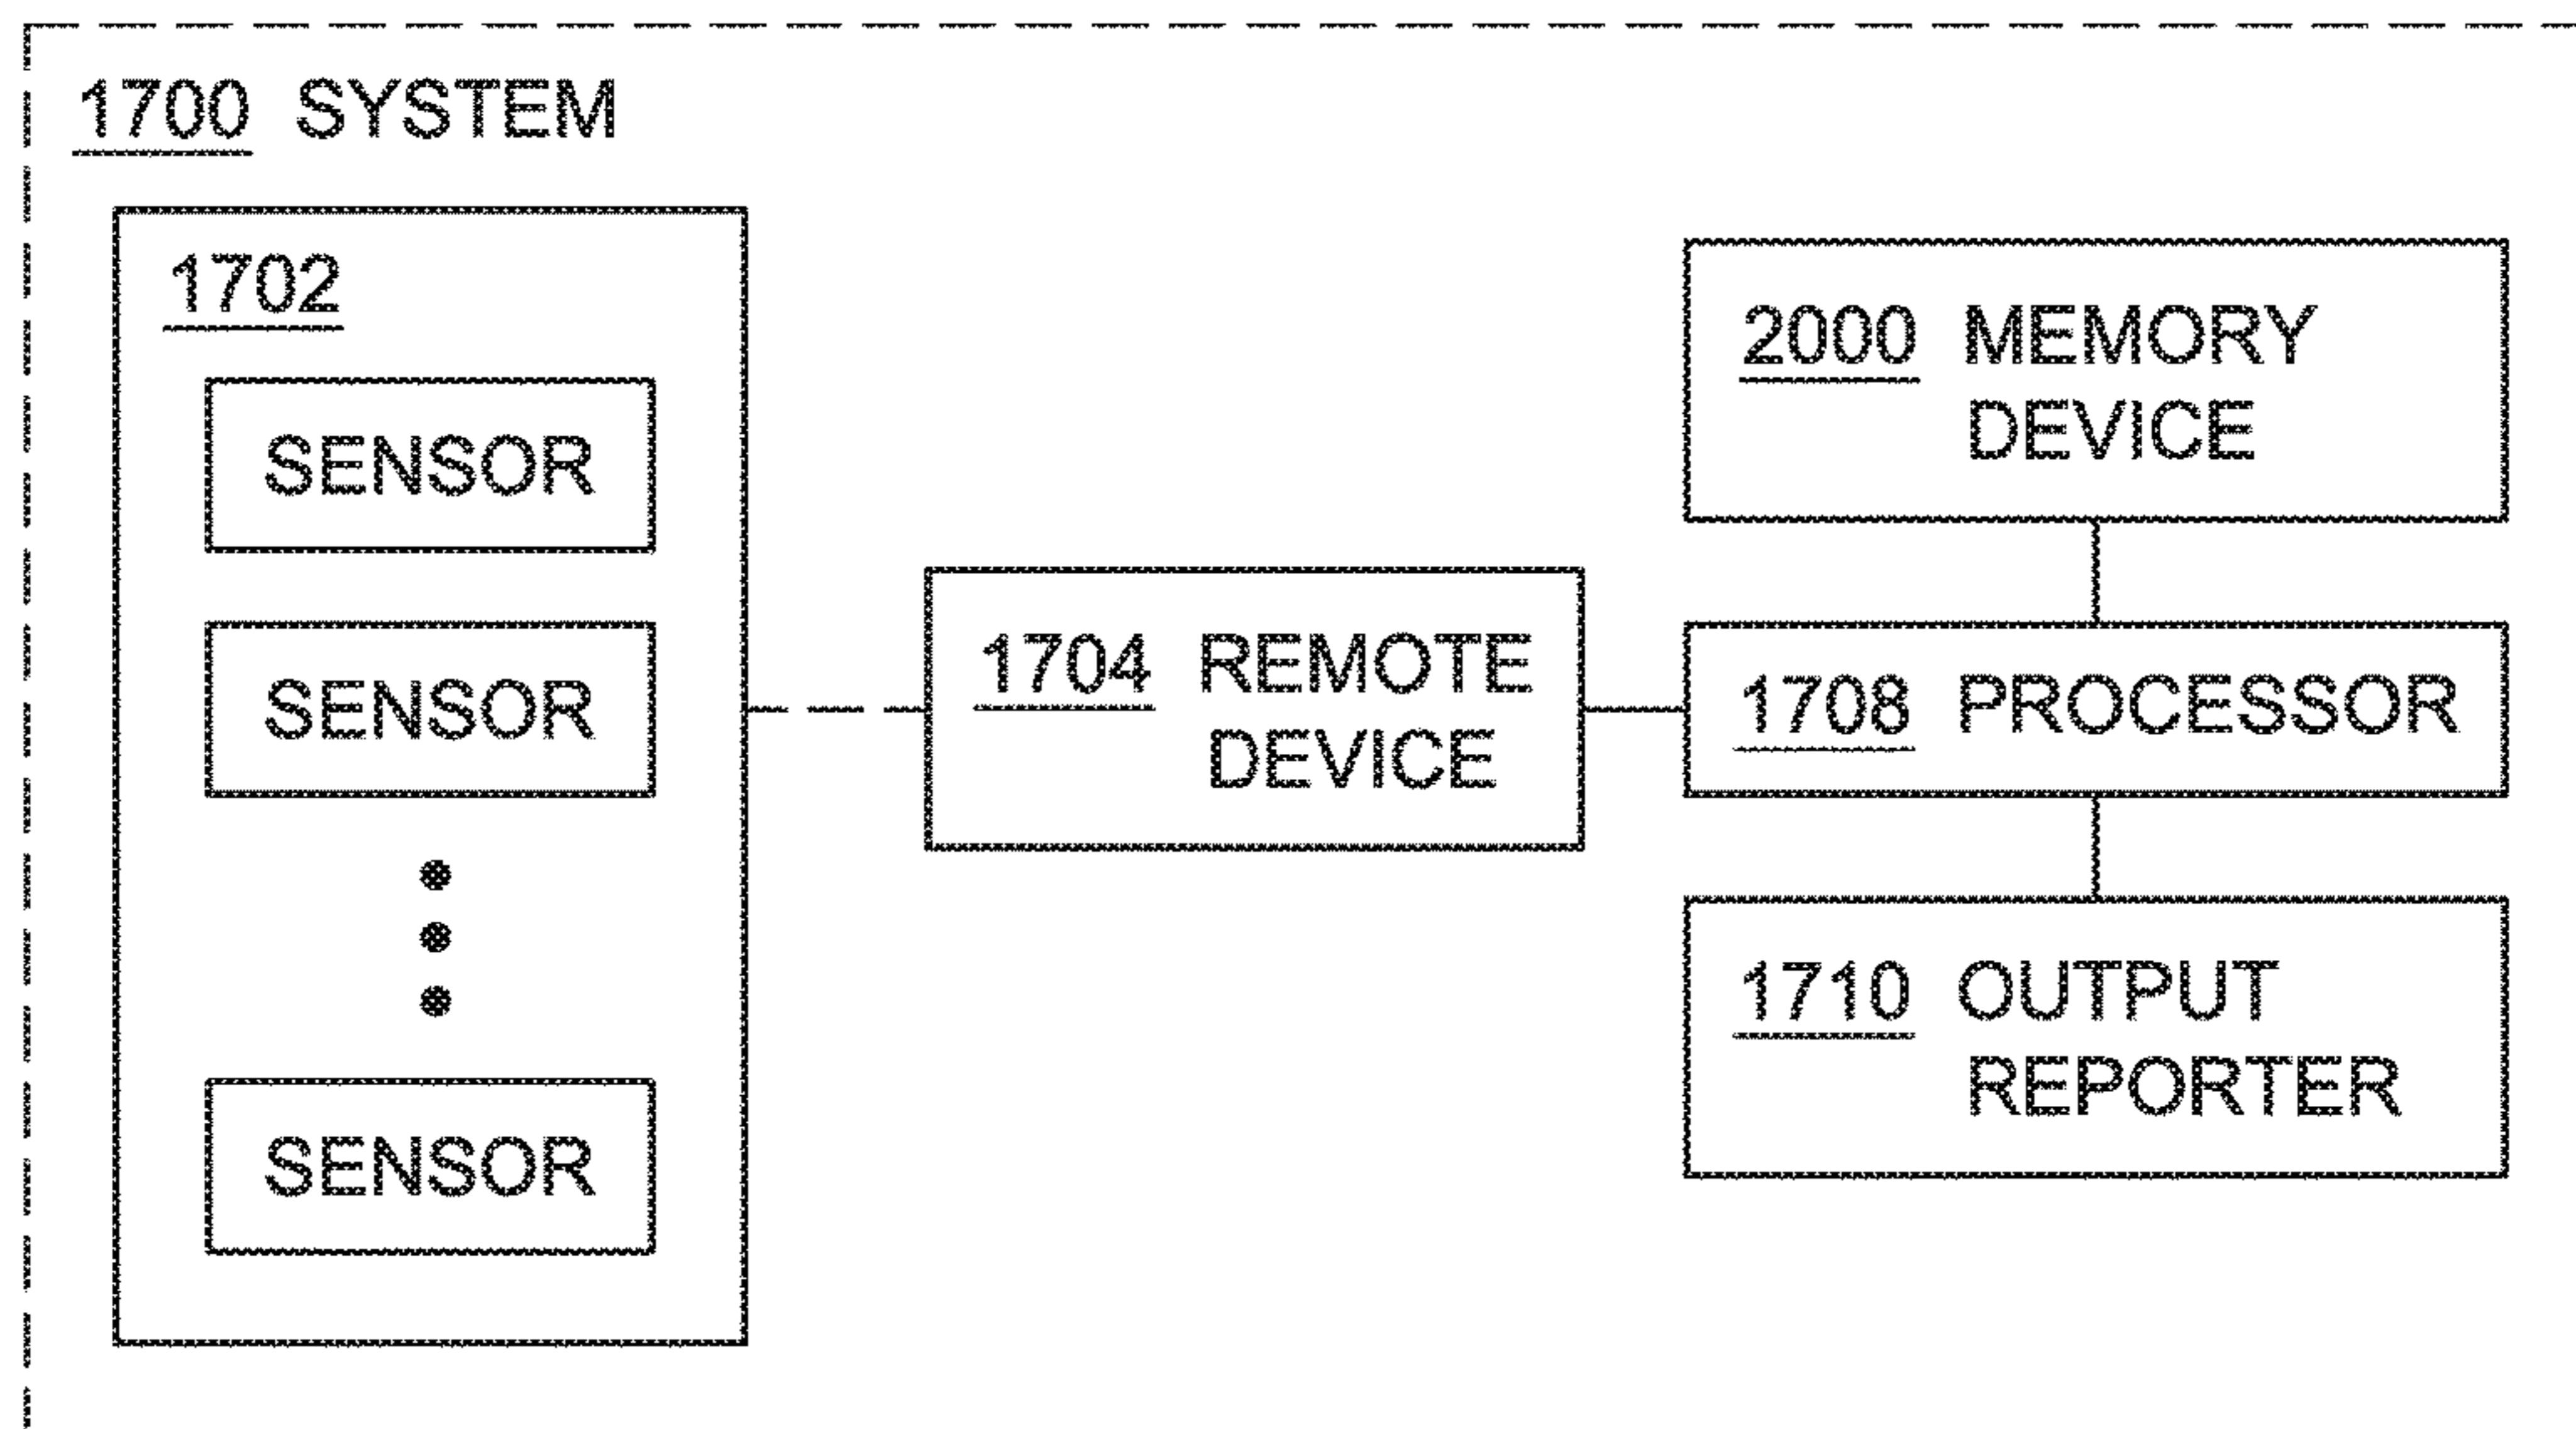 1700 SYSTEM
1702
SENSOR
SENSOR
SENSOR
1704 REMOTE
DEVICE
2000 MEMORY
DEVICE
1708 PROCESSOR
1710 OUTPUT
REPORTER